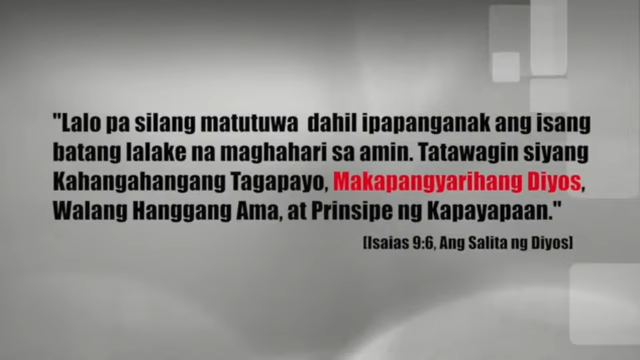 "Lalo pa silang matutuwa dahil ipapanganak ang isang
batang lalake na maghahari sa amin. Tatawagin siyang
Kahangahangang Tagapayo, Makapangyarihang Diyos,
Walang Hanggang Ama, at Prinsipe ng Kapayapaan."
[Isaias 9:6, Ang Salita ng Diyos]